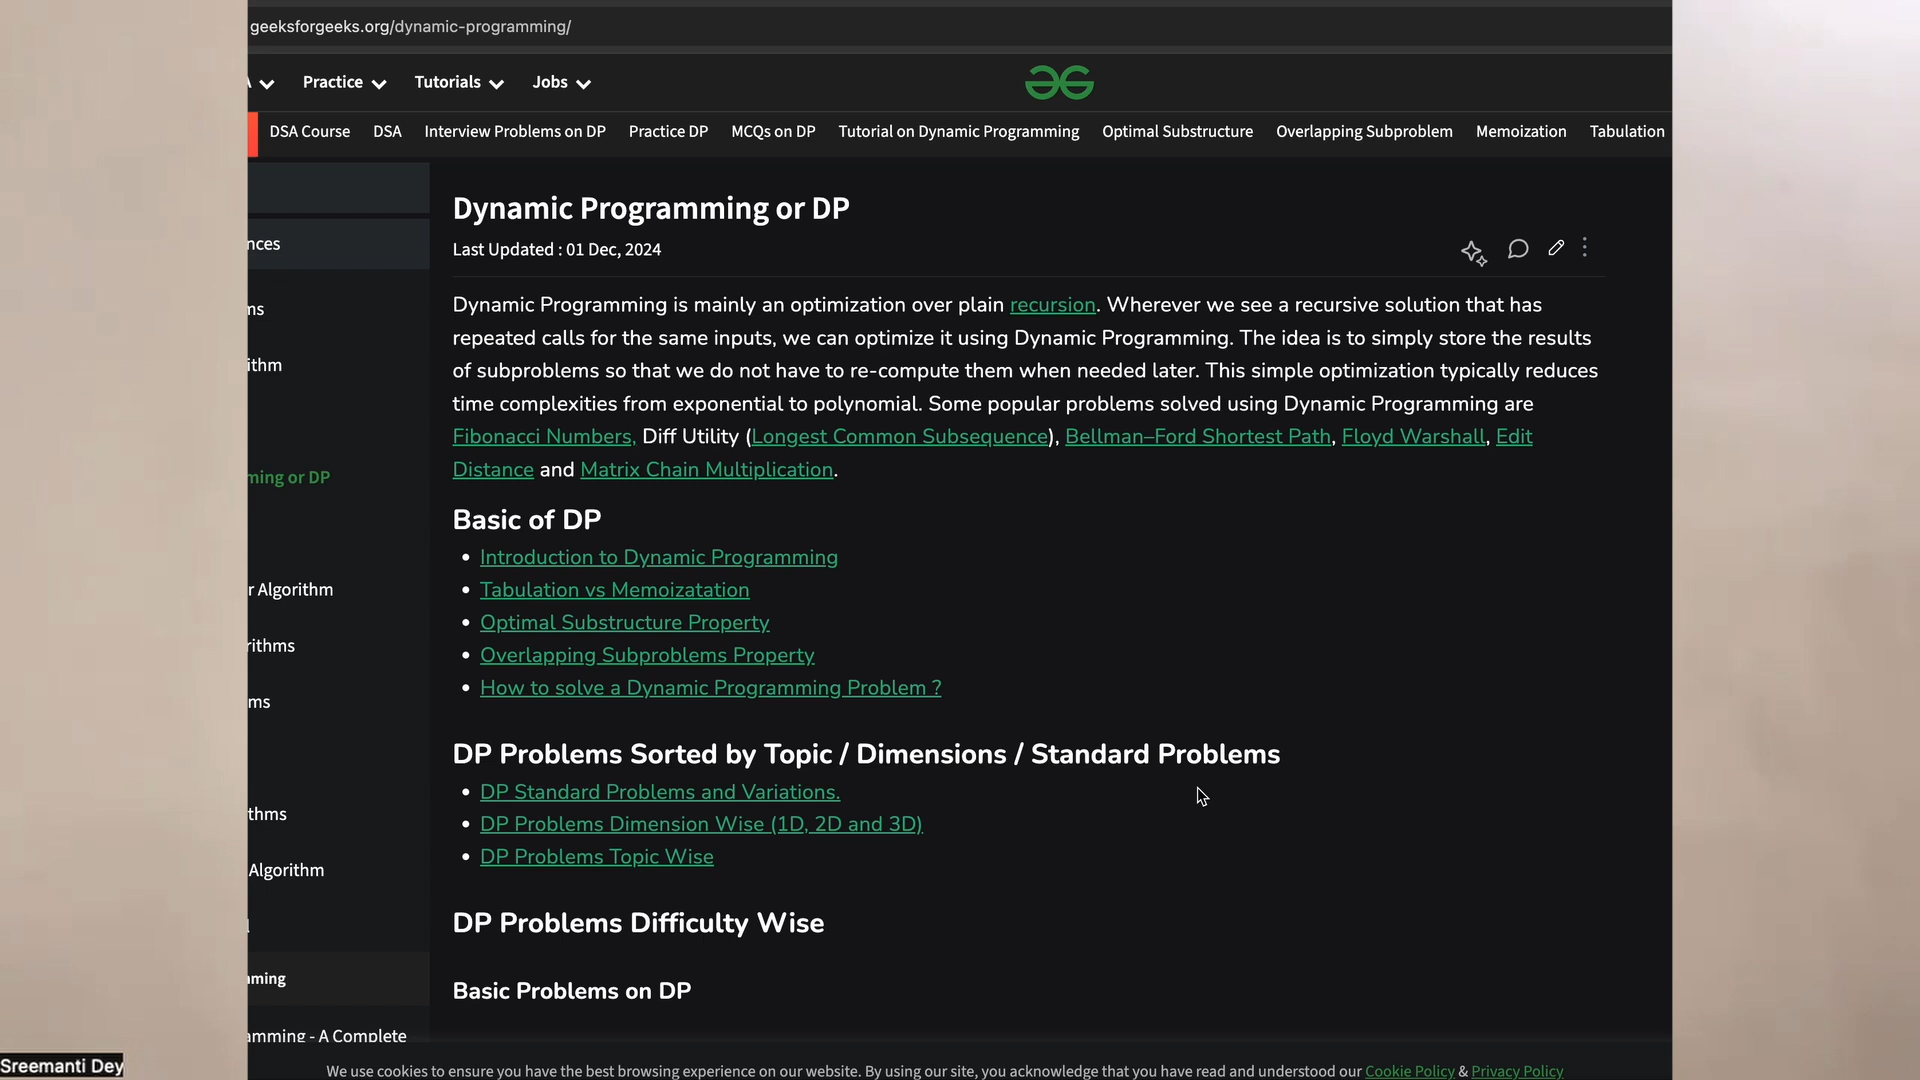 geeksforgeeks.org/dynamic-programming/
Practice Tutorials Jobs
DSA Course DSA Interview Problems on DP Practice DP MCQs on DP Tutorial on Dynamic Programming Optimal Substructure Overlapping Subproblem Memoization Tabulation
Dynamic Programming or DP
Last Updated : 01 Dec, 2024
Dynamic Programming is mainly an optimization over plain recursion. Wherever we see a recursive solution that has
repeated calls for the same inputs, we can optimize it using Dynamic Programming. The idea is to simply store the results
of subproblems so that we do not have to re-compute them when needed later. This simple optimization typically reduces
time complexities from exponential to polynomial. Some popular problems solved using Dynamic Programming are
Fibonacci Numbers, Diff Utility (Longest Common Subsequence), Bellman–Ford Shortest Path, Floyd Warshall, Edit
Distance and Matrix Chain Multiplication.
Basic of DP
Introduction to Dynamic Programming
Tabulation vs Memoizatation
Optimal Substructure Property
Overlapping Subproblems Property
How to solve a Dynamic Programming Problem ?
DP Problems Sorted by Topic / Dimensions / Standard Problems
DP Standard Problems and Variations.
DP Problems Dimension Wise (1D, 2D and 3D)
DP Problems Topic Wise
DP Problems Difficulty Wise
Basic Problems on DP
nces
ms
ithm
ming or DP
r Algorithm
rithms
ms
thms
Algorithm
aming
amming - A Complete
We use cookies to ensure you have the best browsing experience on our website. By using our site, you acknowledge that you have read and understood our Cookie Policy & Privacy Policy
Sreemanti Dey